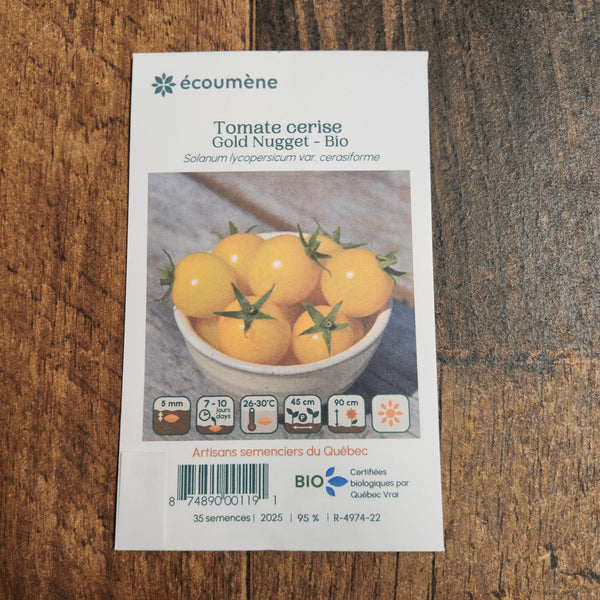 écoumène
Tomate cerise
Gold Nugget - Bio
Solanum lycopersicum var. cerasiforme
5 mm
7 - 10
jours
days
26-30°C
45 cm
P
90 cm
Artisans semenciers du Québec
8 74890 00119 1
BIO
Certifiées
biologiques par
Québec Vrai
35 semences | 2025 | 95 % | R-4974-22